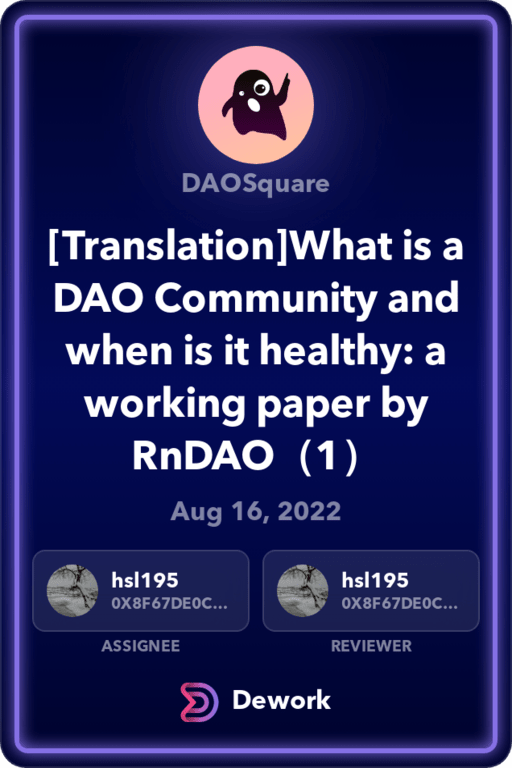 DAOSquare
[Translation]What is a
DAO Community and
when is it healthy: a
working paper by
RnDAO（1）
Aug 16, 2022
hsl195
0X8F67DE0C...
ASSIGNEE
hsl195
0X8F67DE0C...
REVIEWER
Dework